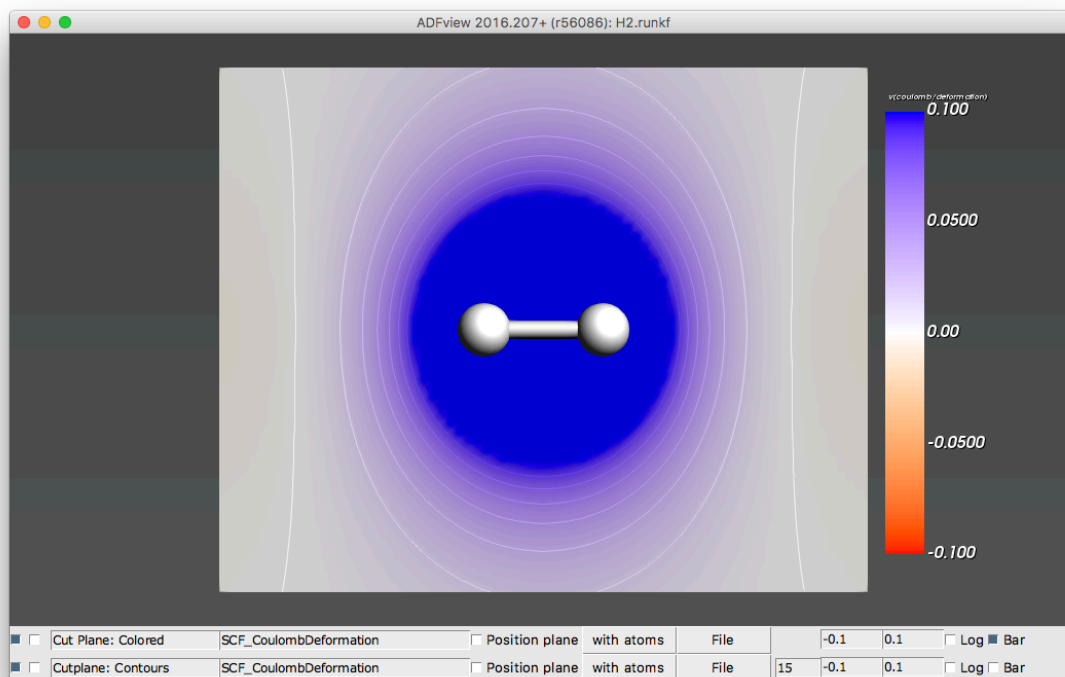 ADFview 2016.207+ (r56086): H2.runkf
v(coulomb/deformation)
0.100
0.0500
0.00
-0.0500
-0.100
Cut Plane: Colored SCF_CoulombDeformation Position plane with atoms File -0.1 0.1 Log Bar
Cutplane: Contours SCF_CoulombDeformation Position plane with atoms File 15 -0.1 0.1 Log Bar